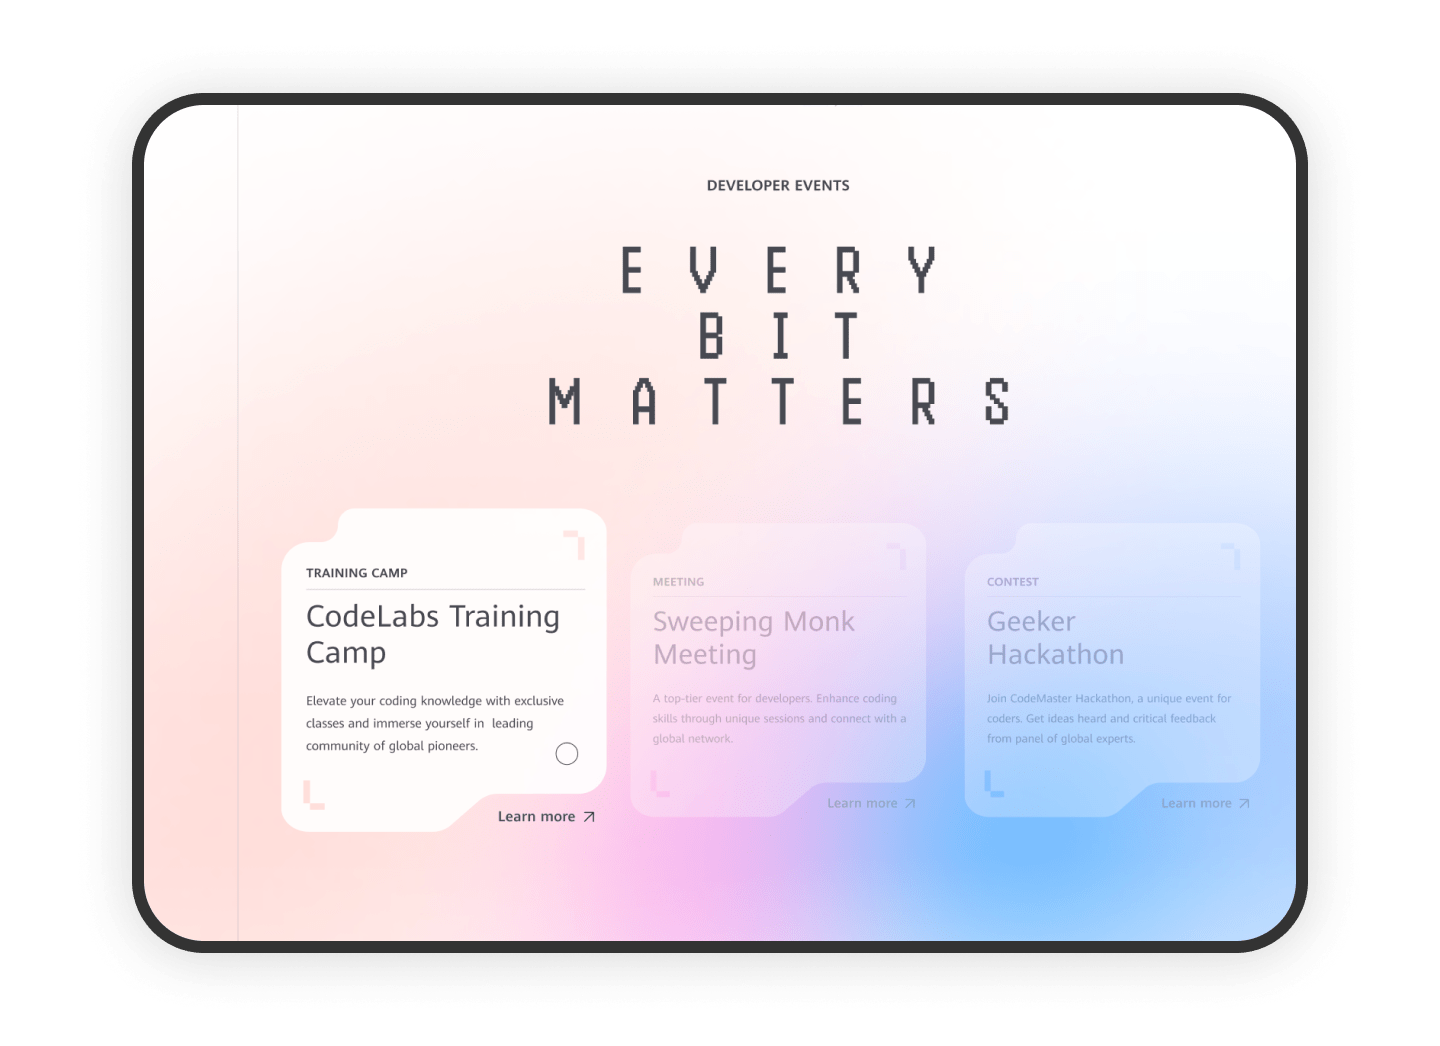 DEVELOPER EVENTS
EVERY
BIT
MATTERS
TRAINING CAMP
CodeLabs Training
Camp
Elevate your coding knowledge with exclusive
classes and immerse yourself in leading
community of global pioneers.
Learn more
MEETING
Sweeping Monk
Meeting
A top-tier event for developers. Enhance coding
skills through unique sessions and connect with a
global network.
Learn more
CONTEST
Geeker
Hackathon
Join CodeMaster Hackathon, a unique event for
coders. Get ideas heard and critical feedback
from panel of global experts.
Learn more